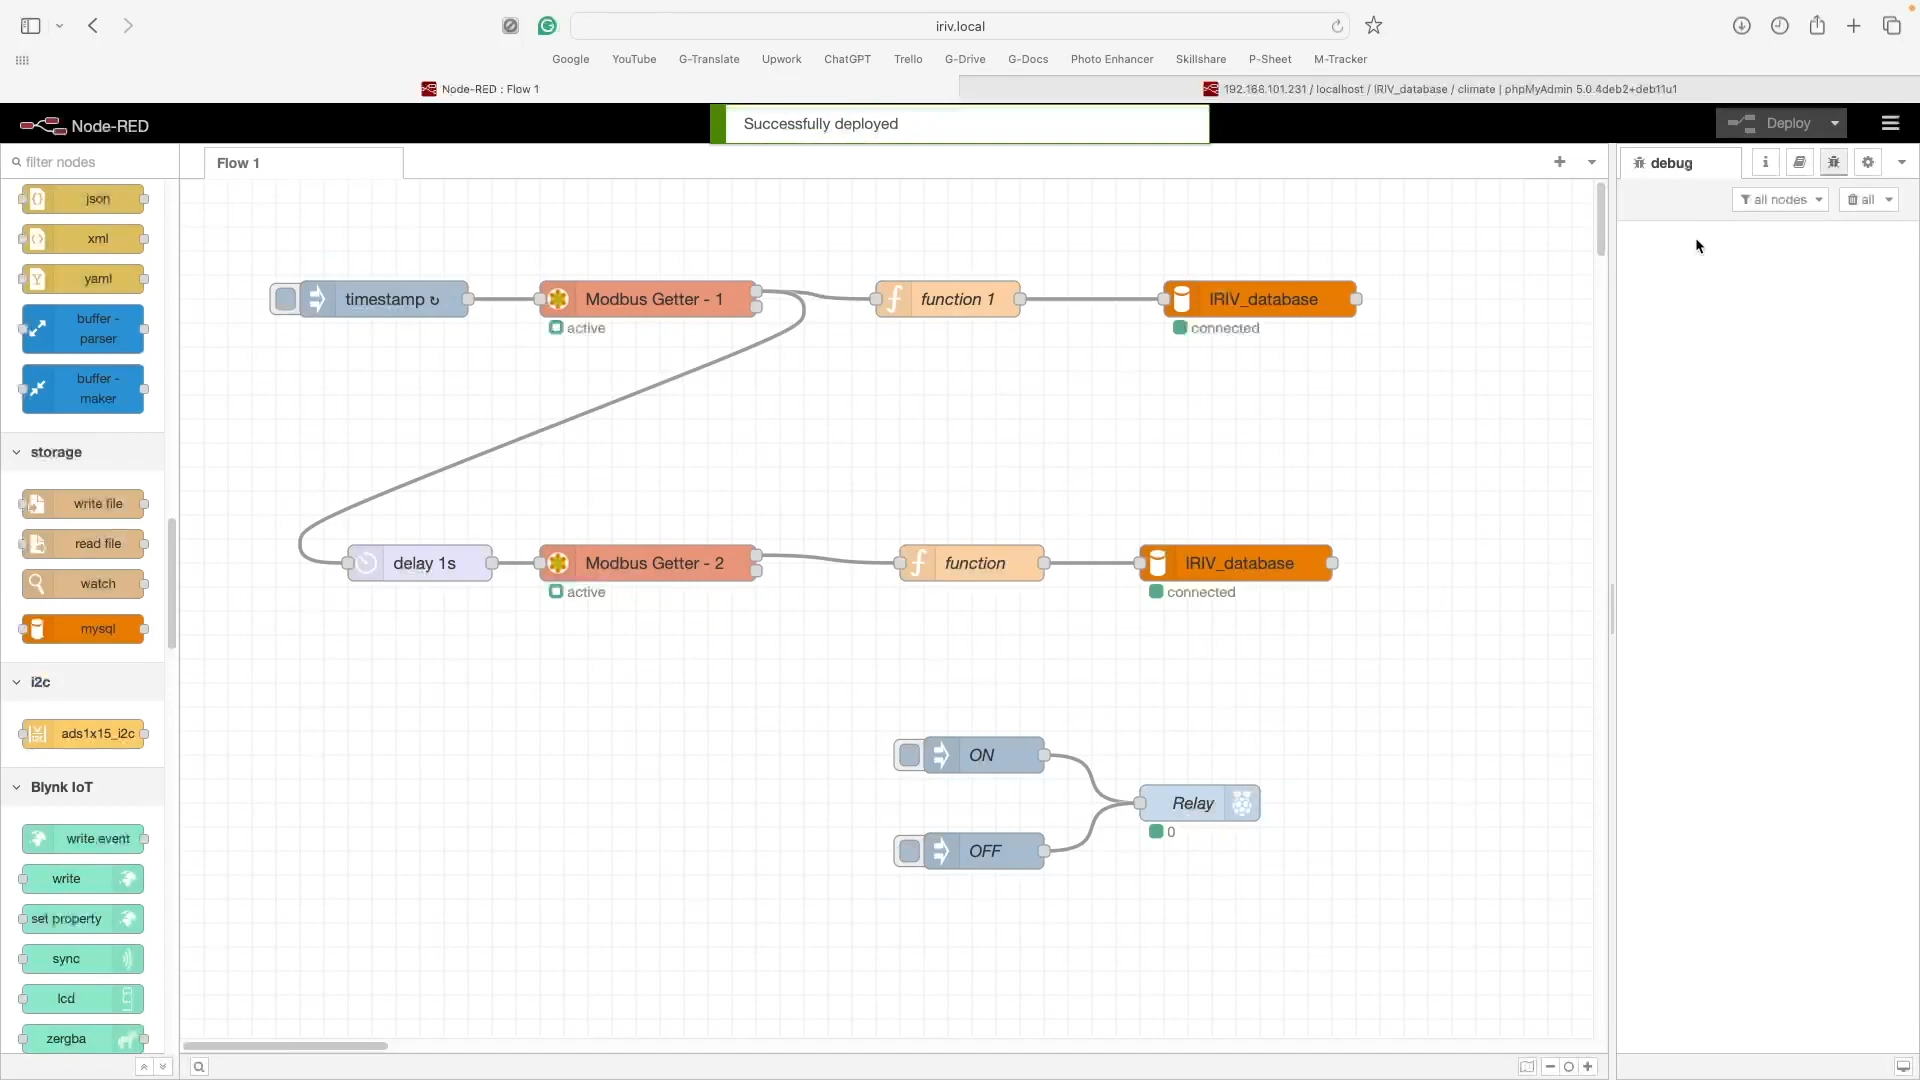 iriv.local
Google YouTube G-Translate Upwork ChatGPT Trello G-Drive G-Docs Photo Enhancer Skillshare P-Sheet M-Tracker
Node-RED : Flow 1
192.168.101.231 / localhost / IRIV_database / climate | phpMyAdmin 5.0.4deb2+deb11u1
Node-RED
Successfully deployed
Deploy
filter nodes
Flow 1
debug
all nodes
all
json
xml
yaml
buffer -
parser
buffer -
maker
storage
write file
read file
watch
mysql
i2c
ads1x15_i2c
Blynk IoT
write event
write
set property
sync
lcd
zergba
timestamp ↻
Modbus Getter - 1
active
function 1
IRIV_database
connected
delay 1s
Modbus Getter - 2
active
function
IRIV_database
connected
ON
OFF
Relay
0